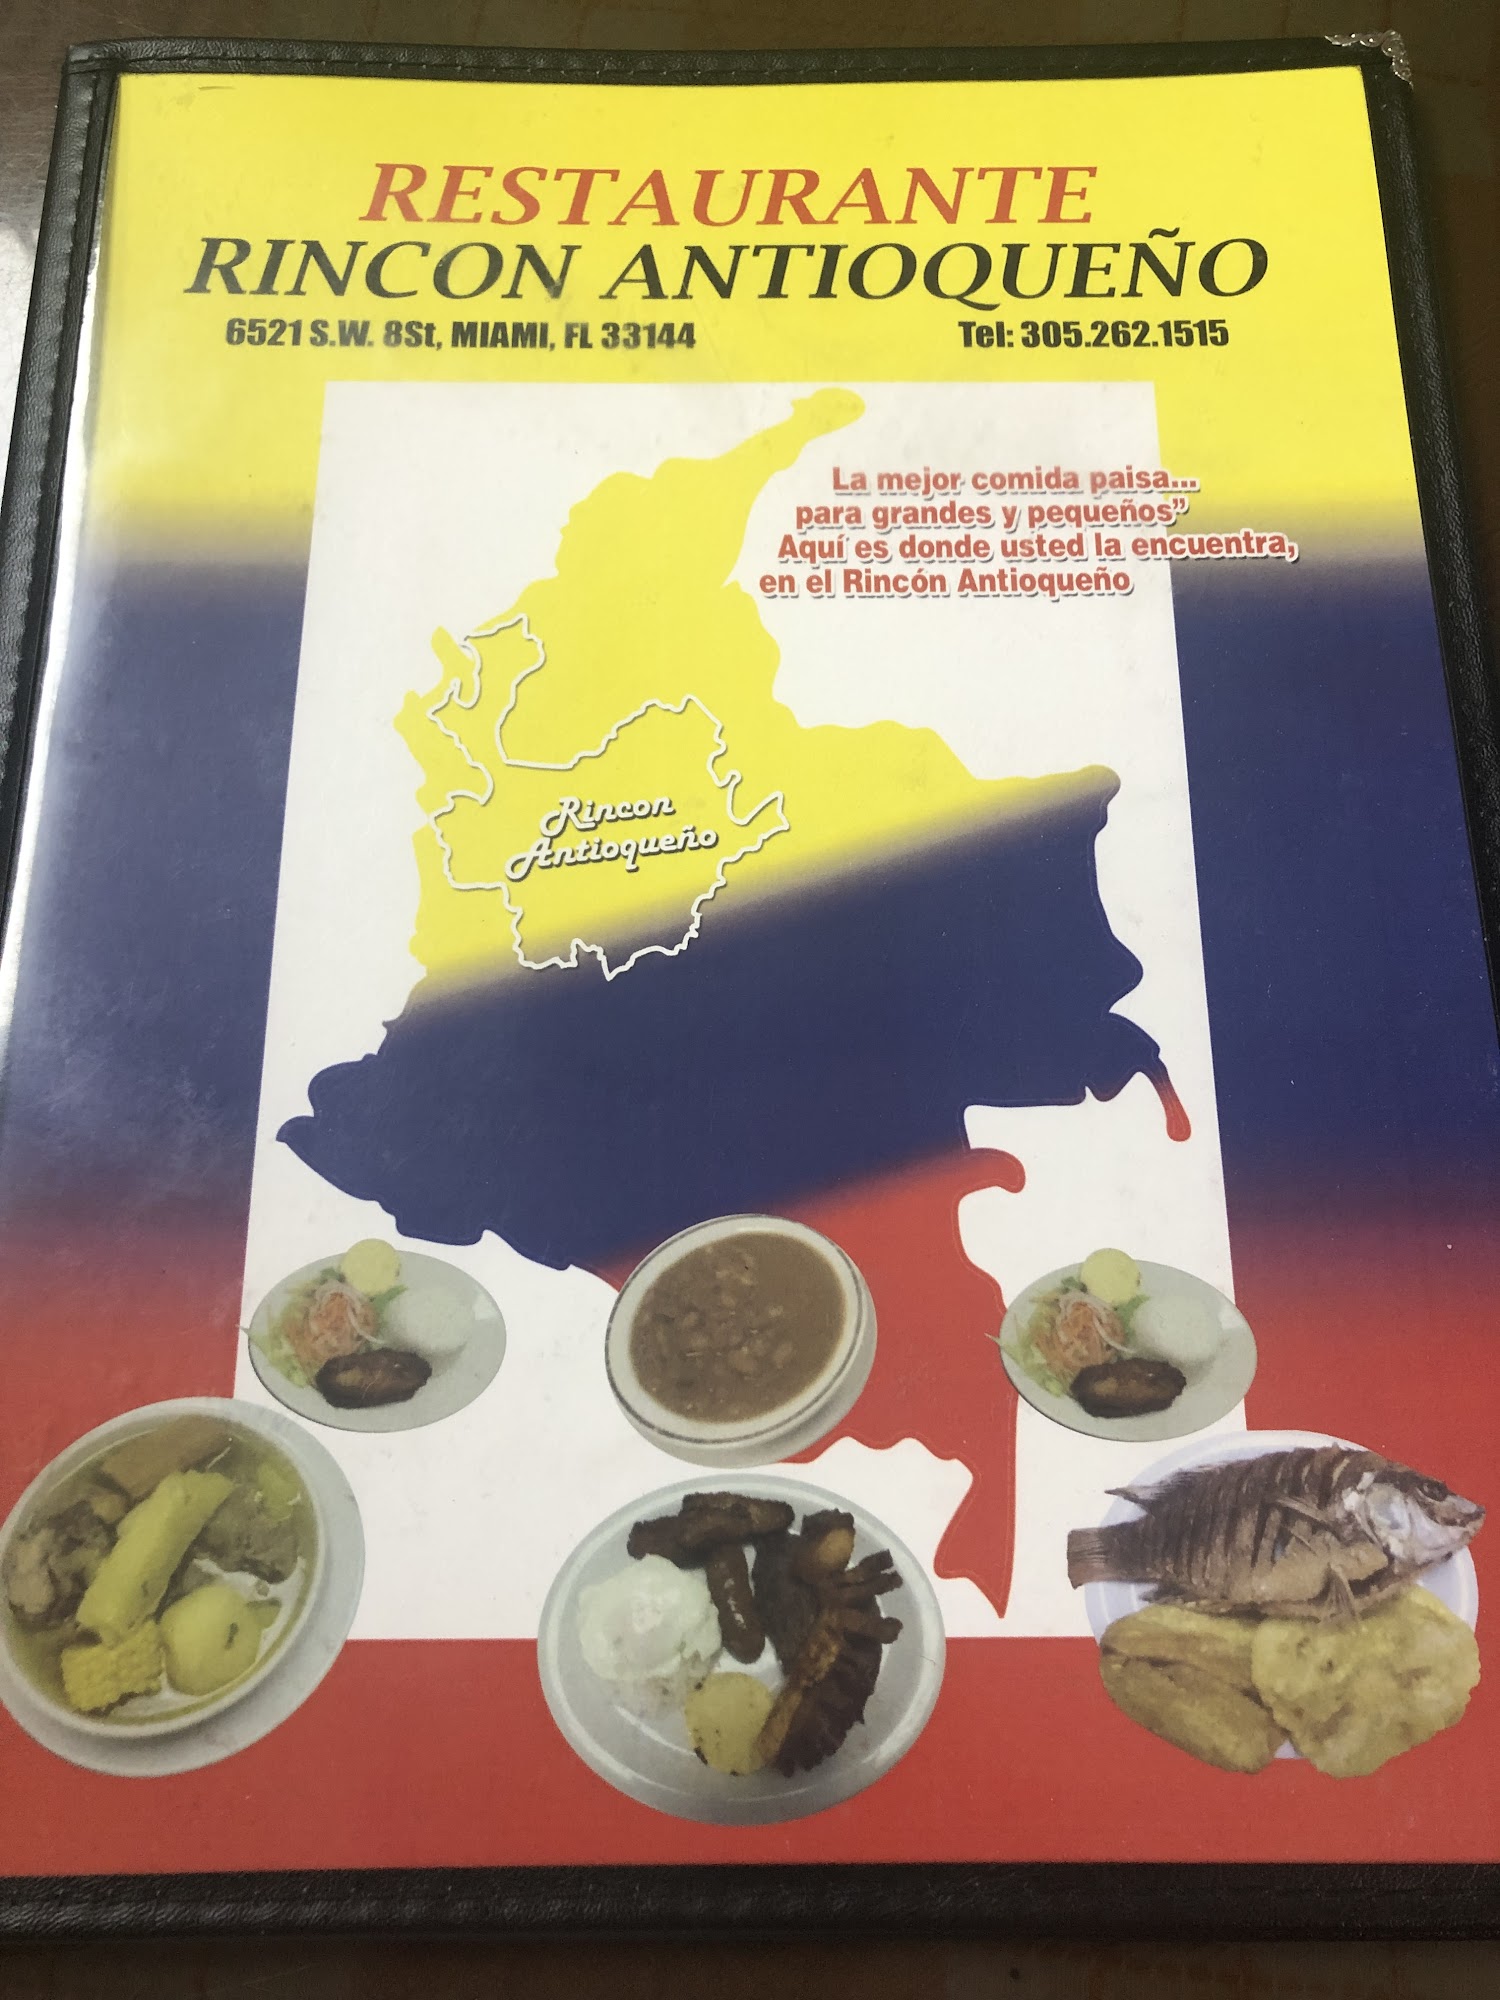 RESTAURANTE
RINCON ANTIOQUEÑO
6521 S.W. 8St, MIAMI, FL 33144 Tel: 305.262.1515
La mejor comida paisa...
para grandes y pequeños”
Aquí es donde usted la encuentra,
en el Rincón Antioqueño
Rincon
Antioqueño